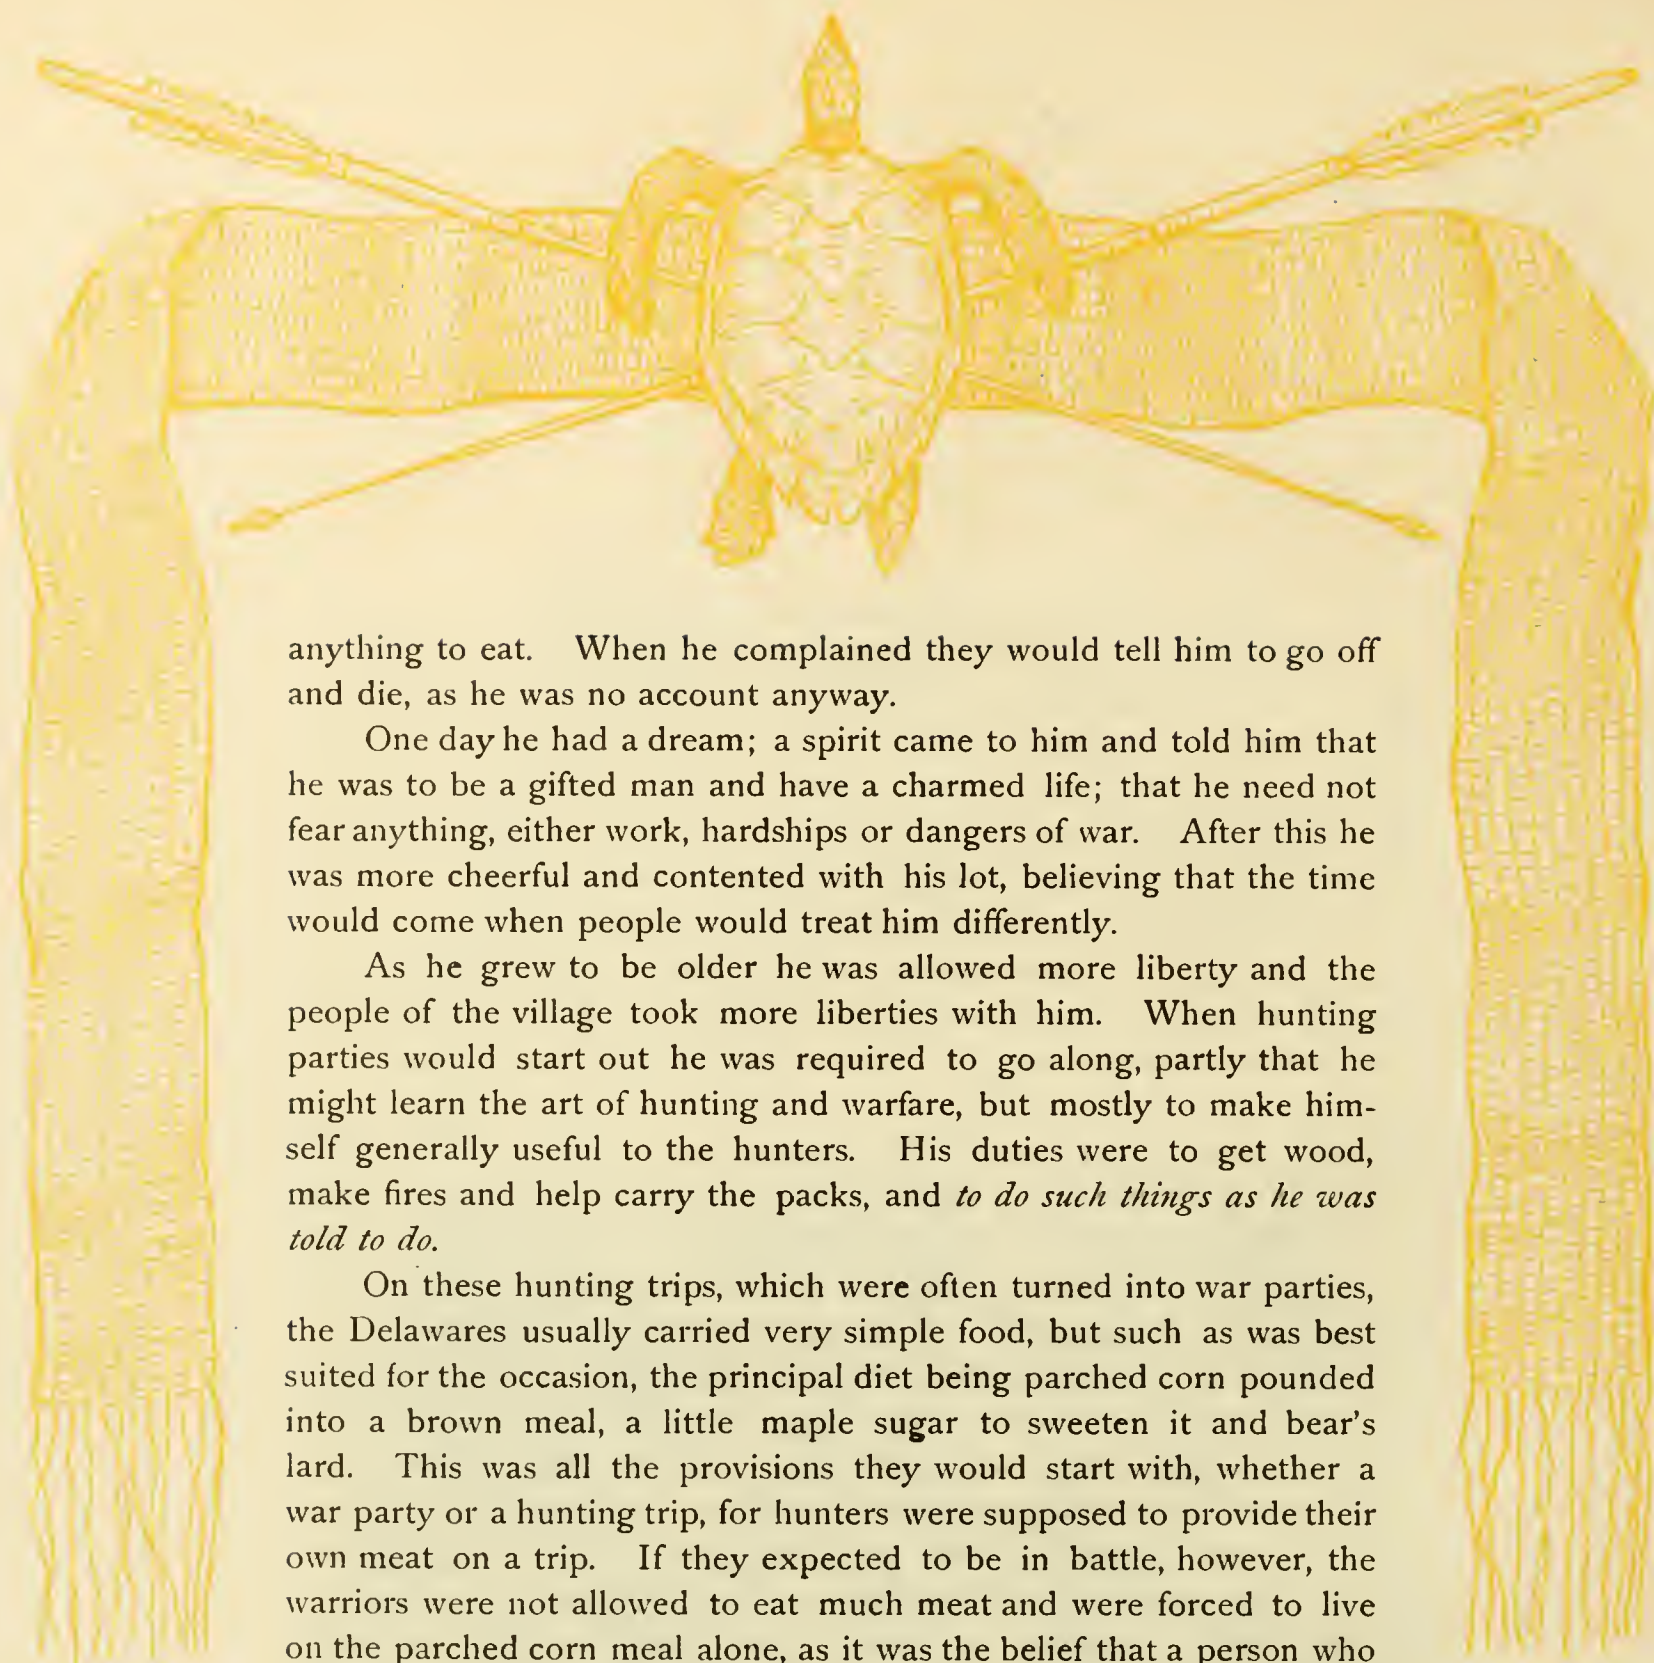 anything to eat. When he complained they would tell him to go off
and die, as he was no account anyway.
One day he had a dream; a spirit came to him and told him that
he was to be a gifted man and have a charmed life; that he need not
fear anything, either work, hardships or dangers of war. After this he
was more cheerful and contented with his lot, believing that the time
would come when people would treat him differently.
As he grew to be older he was allowed more liberty and the
people of the village took more liberties with him. When hunting
parties would start out he was required to go along, partly that he
might learn the art of hunting and warfare, but mostly to make him-
self generally useful to the hunters. His duties were to get wood,
make fires and help carry the packs, and to do such things as he was
told to do.
On these hunting trips, which were often turned into war parties,
the Delawares usually carried very simple food, but such as was best
suited for the occasion, the principal diet being parched corn pounded
into a brown meal, a little maple sugar to sweeten it and bear's
lard. This was all the provisions they would start with, whether a
war party or a hunting trip, for hunters were supposed to provide their
own meat on a trip. If they expected to be in battle, however, the
warriors were not allowed to eat much meat and were forced to live
on the parched corn meal alone, as it was the belief that a person who